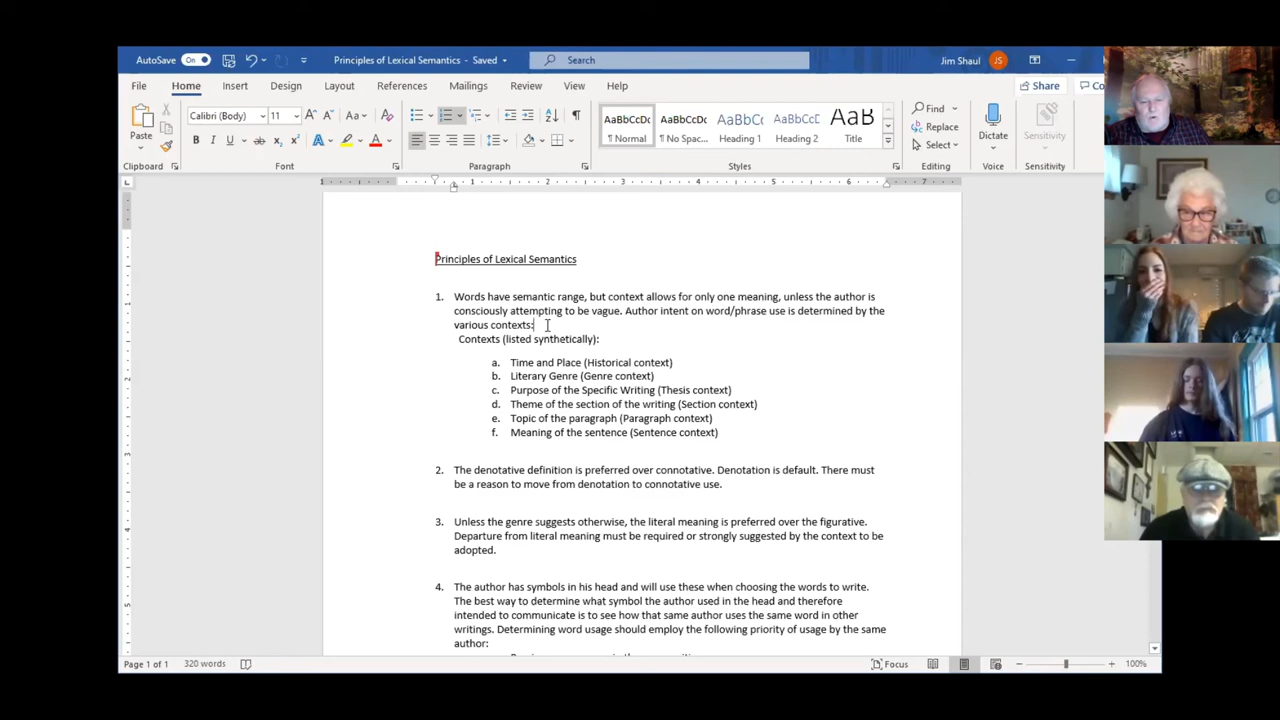 AutoSave On Principles of Lexical Semantics - Saved Search Jim Shaul JS
File Home Insert Design Layout References Mailings Review View Help Share Co
Paste Calibri (Body) 11 Aa Find Replace Select Dictate Sensitivity
B I U ab A A
AaBbCcDc AaBbCcDc AaBbCc AaBbCcD AaB
¶ Normal ¶ No Spac... Heading 1 Heading 2 Title
Clipboard Font Paragraph Styles Editing Voice Sensitivity
1 1 2 3 4 5 6 7
Principles of Lexical Semantics
1. Words have semantic range, but context allows for only one meaning, unless the author is
consciously attempting to be vague. Author intent on word/phrase use is determined by the
various contexts:
Contexts (listed synthetically):
a. Time and Place (Historical context)
b. Literary Genre (Genre context)
c. Purpose of the Specific Writing (Thesis context)
d. Theme of the section of the writing (Section context)
e. Topic of the paragraph (Paragraph context)
f. Meaning of the sentence (Sentence context)
2. The denotative definition is preferred over connotative. Denotation is default. There must
be a reason to move from denotation to connotative use.
3. Unless the genre suggests otherwise, the literal meaning is preferred over the figurative.
Departure from literal meaning must be required or strongly suggested by the context to be
adopted.
4. The author has symbols in his head and will use these when choosing the words to write.
The best way to determine what symbol the author used in the head and therefore
intended to communicate is to see how that same author uses the same word in other
writings. Determining word usage should employ the following priority of usage by the same
author:
Page 1 of 1 320 words Focus 100%